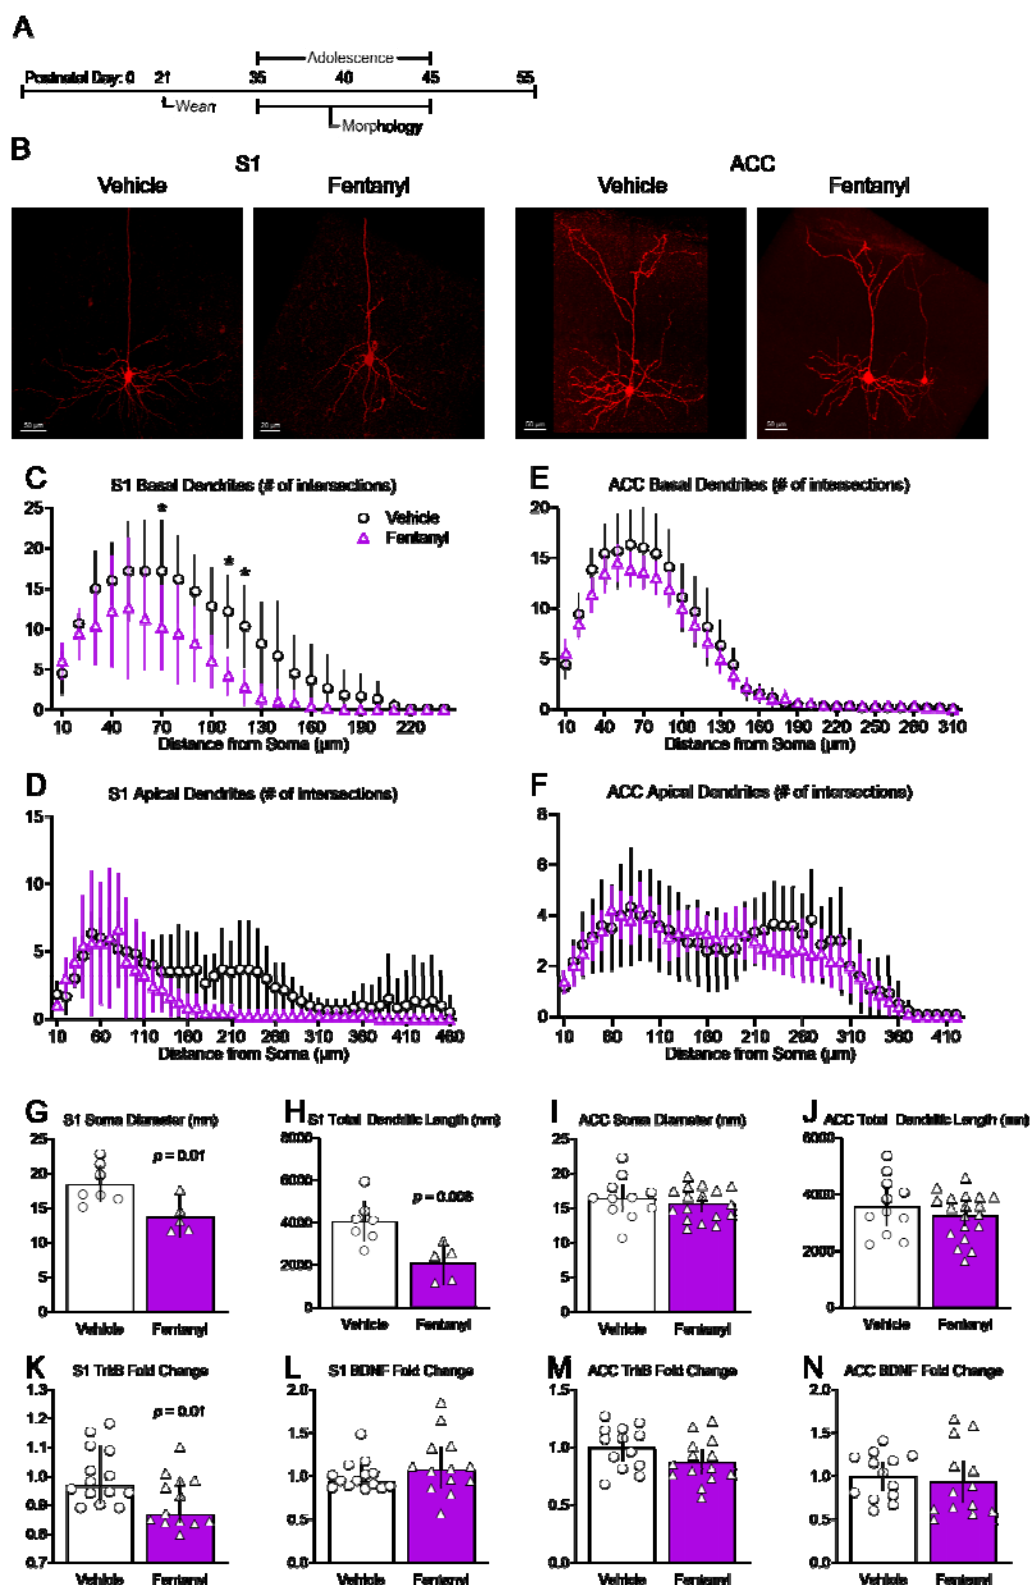 A
Adolescence
Postnatal Day: 0 21 35 40 45 55
Wean
Morphology
B
S1 ACC
Vehicle Fentanyl Vehicle Fentanyl
50 µm 20 µm 50 µm 50 µm
C S1 Basal Dendrites (# of intersections)
25
20
15
10
5
0
* * *
Vehicle
Fentanyl
10 40 70 100 130 160 190 220
Distance from Soma (µm)
E ACC Basal Dendrites (# of intersections)
20
15
10
5
0
10 40 70 100 130 160 190 220 250 280 310
Distance from Soma (µm)
D S1 Apical Dendrites (# of intersections)
15
10
5
0
10 60 110 160 210 260 310 360 410 460
Distance from Soma (µm)
F ACC Apical Dendrites (# of intersections)
8
6
4
2
0
10 60 110 160 210 260 310 360 410
Distance from Soma (µm)
G S1 Soma Diameter (nm)
25
20
15
10
5
0
p = 0.01
Vehicle Fentanyl
H S1 Total Dendritic Length (nm)
8000
6000
4000
2000
0
p = 0.008
Vehicle Fentanyl
I ACC Soma Diameter (nm)
25
20
15
10
5
0
Vehicle Fentanyl
J ACC Total Dendritic Length (nm)
6000
4000
2000
0
Vehicle Fentanyl
K S1 TrkB Fold Change
1.3
1.2
1.1
1.0
0.9
0.8
0.7
p = 0.01
Vehicle Fentanyl
L S1 BDNF Fold Change
2.0
1.5
1.0
0.5
0.0
Vehicle Fentanyl
M ACC TrkB Fold Change
1.5
1.0
0.5
0.0
Vehicle Fentanyl
N ACC BDNF Fold Change
2.0
1.5
1.0
0.5
0.0
Vehicle Fentanyl